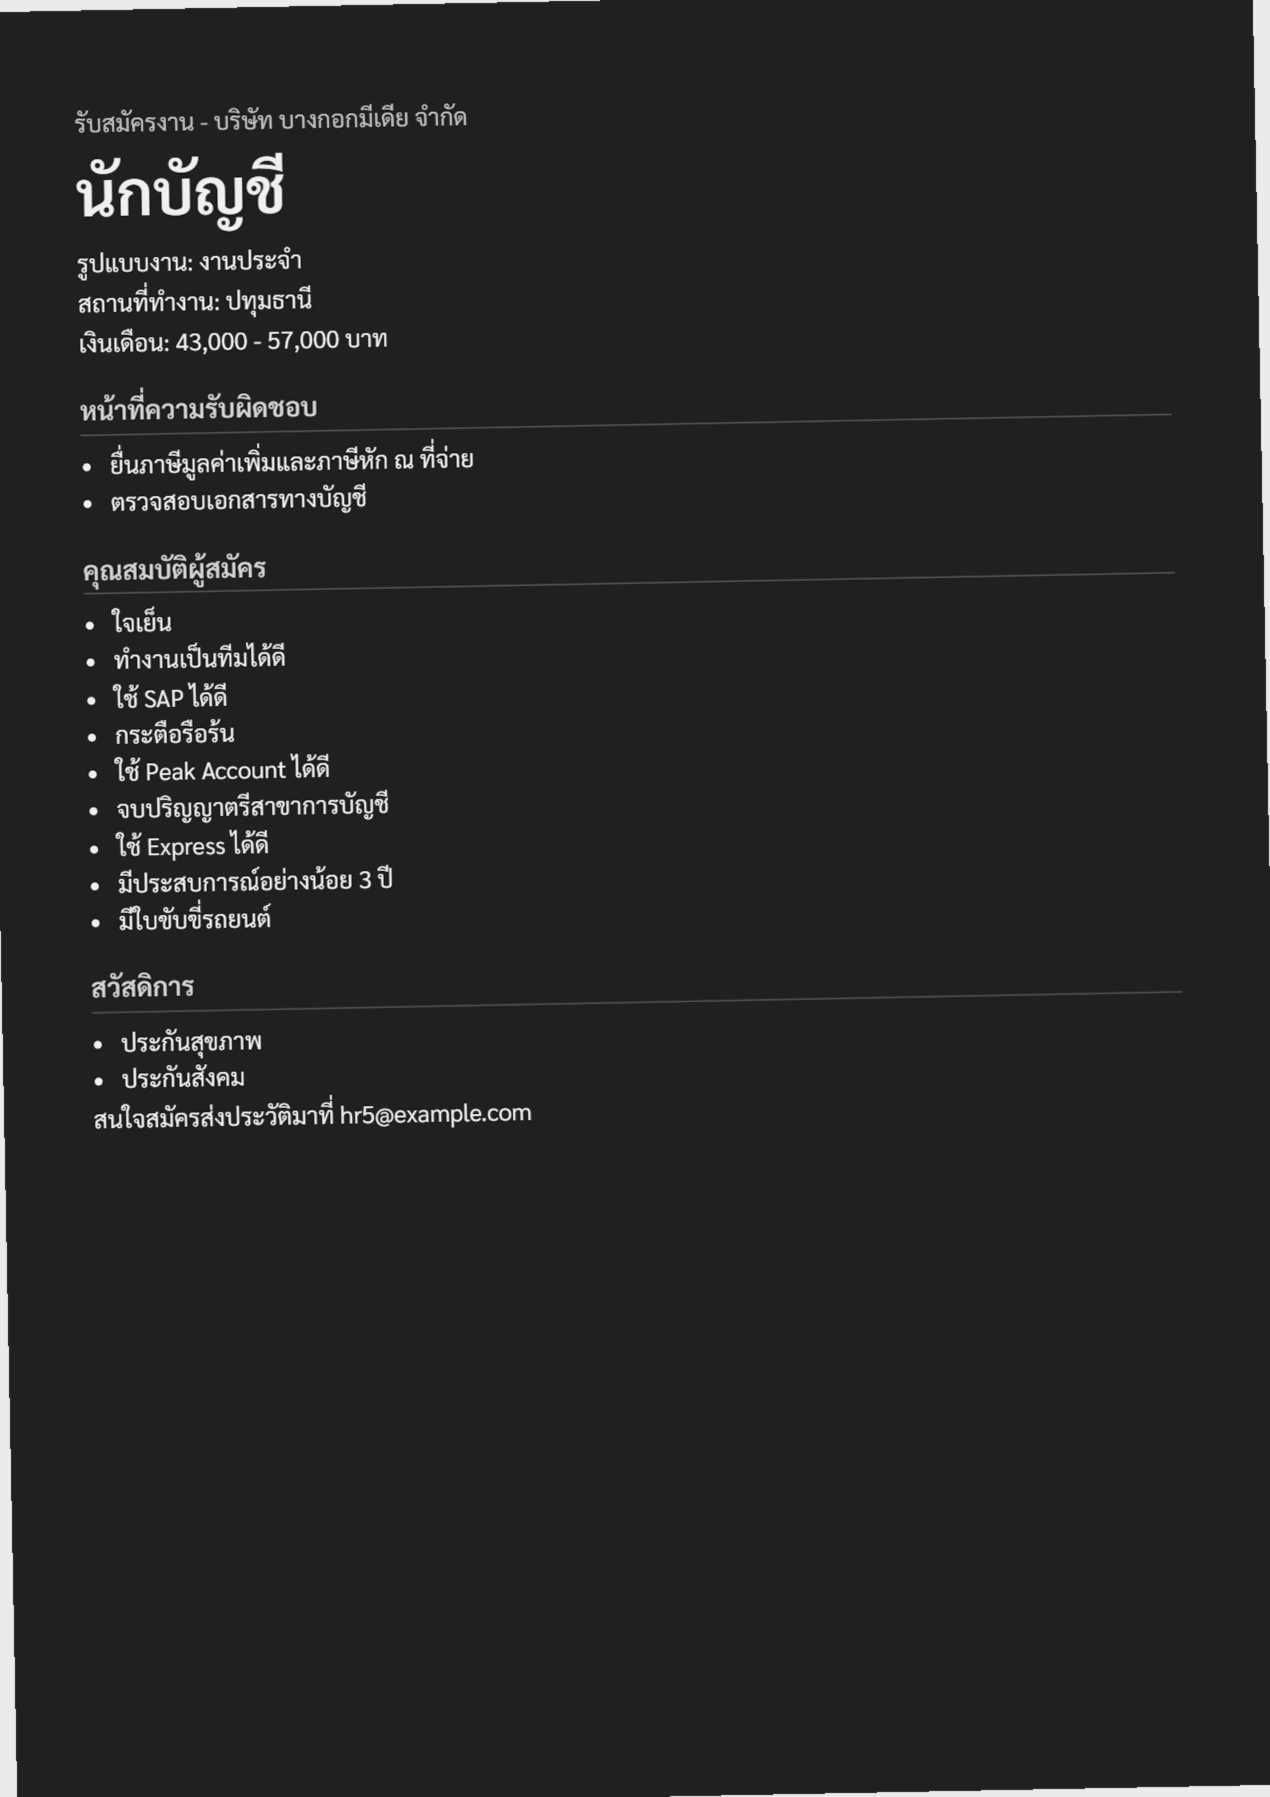 รับสมัครงาน - บริษัท บางกอกมีเดีย จำกัด
นักบัญชี
รูปแบบงาน: งานประจำ
สถานที่ทำงาน: ปทุมธานี
เงินเดือน: 43,000 - 57,000 บาท
หน้าที่ความรับผิดชอบ
• ยื่นภาษีมูลค่าเพิ่มและภาษีหัก ณ ที่จ่าย
• ตรวจสอบเอกสารทางบัญชี
คุณสมบัติผู้สมัคร
• ใจเย็น
• ทำงานเป็นทีมได้ดี
• ใช้ SAP ได้ดี
• กระตือรือร้น
• ใช้ Peak Account ได้ดี
• จบปริญญาตรีสาขาการบัญชี
• ใช้ Express ได้ดี
• มีประสบการณ์อย่างน้อย 3 ปี
• มีใบขับขี่รถยนต์
สวัสดิการ
• ประกันสุขภาพ
• ประกันสังคม
สนใจสมัครส่งประวัติมาที่ hr5@example.com